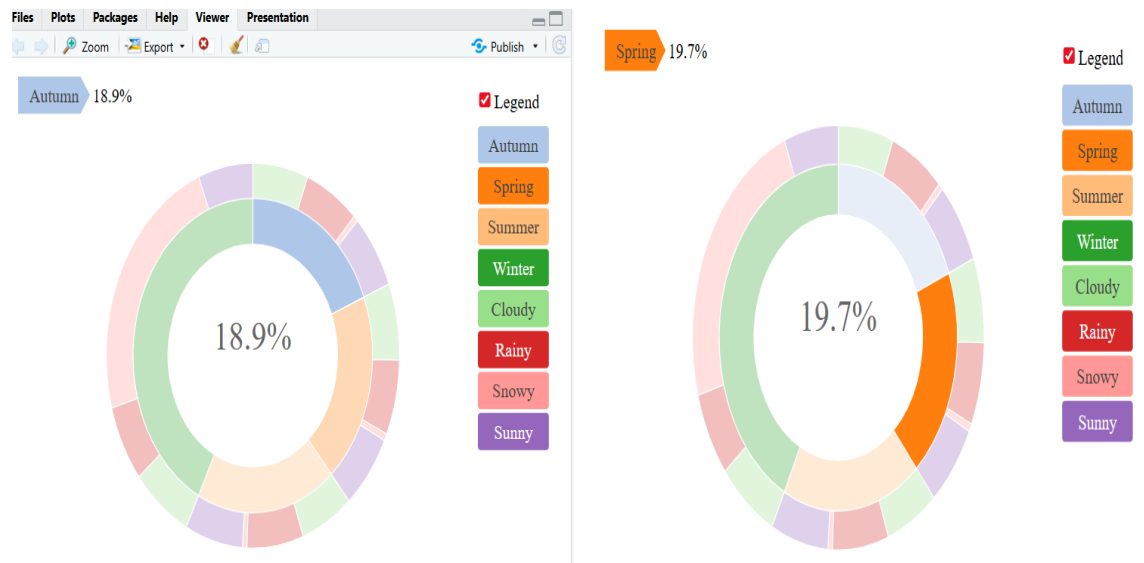 Files Plots Packages Help Viewer Presentation
Zoom Export Publish
Autumn 18.9%
Legend
Autumn
Spring
Summer
Winter
Cloudy
Rainy
Snowy
Sunny
18.9%
Spring 19.7%
Legend
Autumn
Spring
Summer
Winter
Cloudy
Rainy
Snowy
Sunny
19.7%